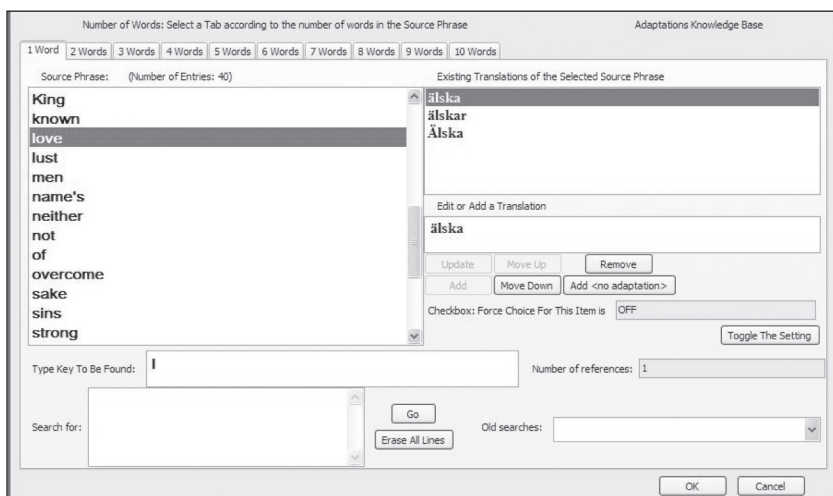 Number of Words: Select a Tab according to the number of words in the Source Phrase
Adaptations Knowledge Base
1 Word 2 Words 3 Words 4 Words 5 Words 6 Words 7 Words 8 Words 9 Words 10 Words
Source Phrase: (Number of Entries: 40)
King
known
love
lust
men
name's
neither
not
of
overcome
sake
sins
strong
Existing Translations of the Selected Source Phrase
älska
älskar
Älska
Edit or Add a Translation
älska
Update Move Up Remove
Add Move Down Add <no adaptation>
Checkbox: Force Choice For This Item is OFF
Toggle The Setting
Type Key To Be Found: l
Number of references: 1
Search for:
Go
Erase All Lines
Old searches:
OK Cancel